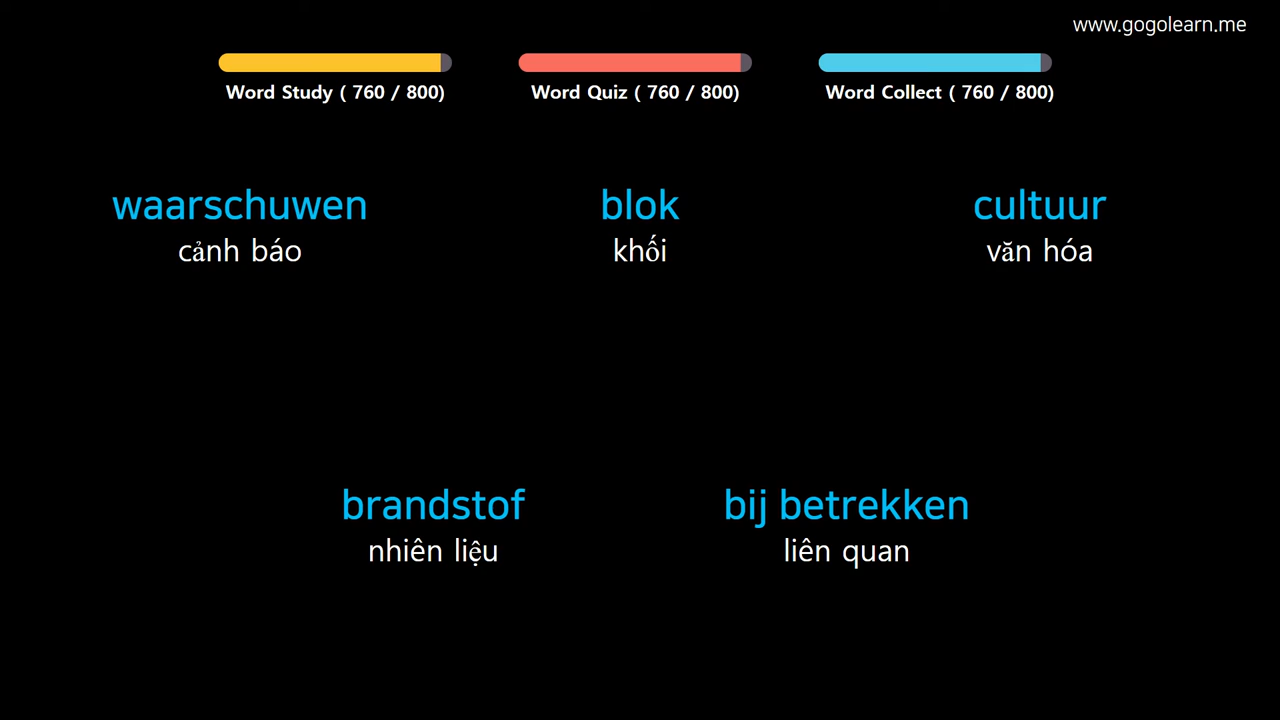 www.gogolearn.me
Word Study ( 760 / 800)
Word Quiz ( 760 / 800)
Word Collect ( 760 / 800)
waarschuwen
cảnh báo
blok
khối
cultuur
văn hóa
brandstof
nhiên liệu
bij betrekken
liên quan